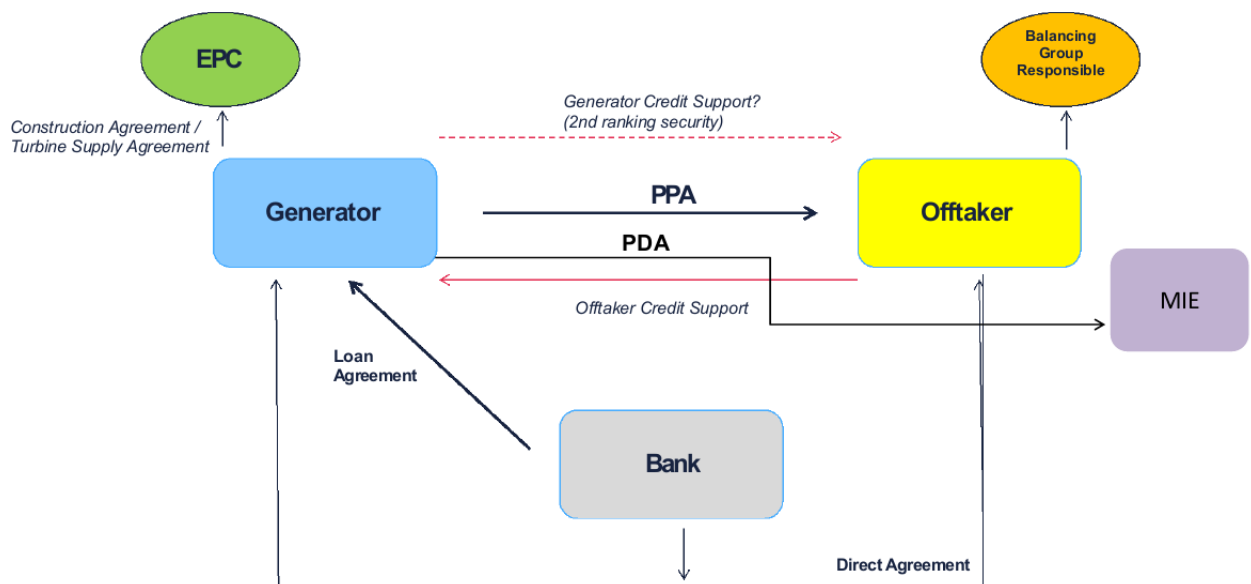 EPC
Balancing
Group
Responsible
Construction Agreement /
Turbine Supply Agreement
Generator Credit Support?
(2nd ranking security)
Generator
PPA
Offtaker
PDA
MIE
Offtaker Credit Support
Loan
Agreement
Bank
Direct Agreement